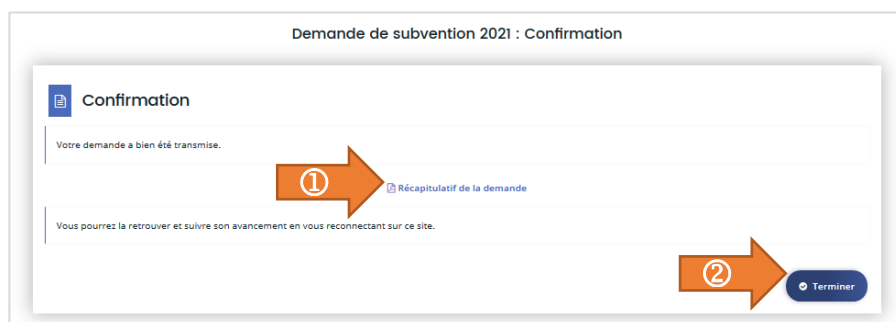 Demande de subvention 2021 : Confirmation
Confirmation
Votre demande a bien été transmise.
①
Récapitulatif de la demande
Vous pourrez la retrouver et suivre son avancement en vous reconnectant sur ce site.
②
Terminer